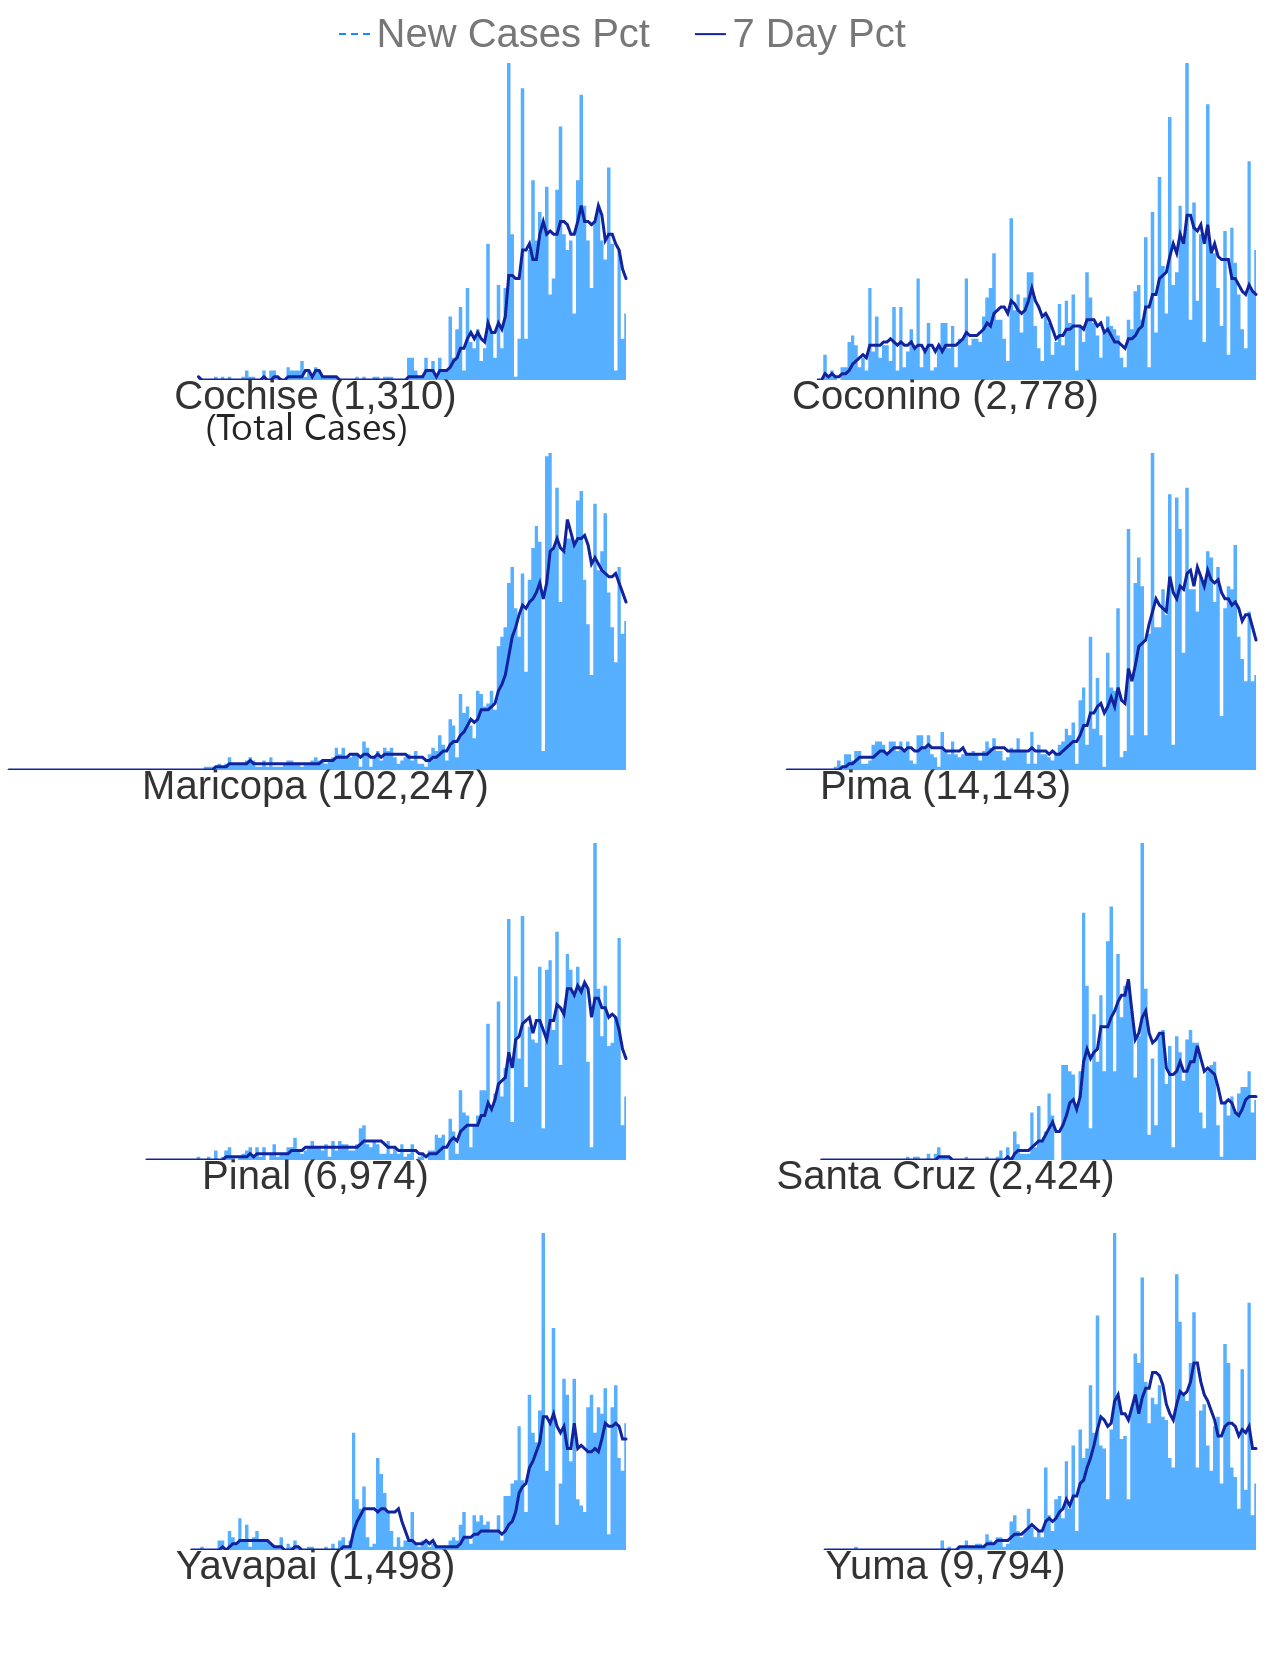 New Cases Pct 7 Day Pct
Cochise (1,310) Coconino (2,778)
(Total Cases)
Maricopa (102,247) Pima (14,143)
Pinal (6,974) Santa Cruz (2,424)
Yavapai (1,498) Yuma (9,794)